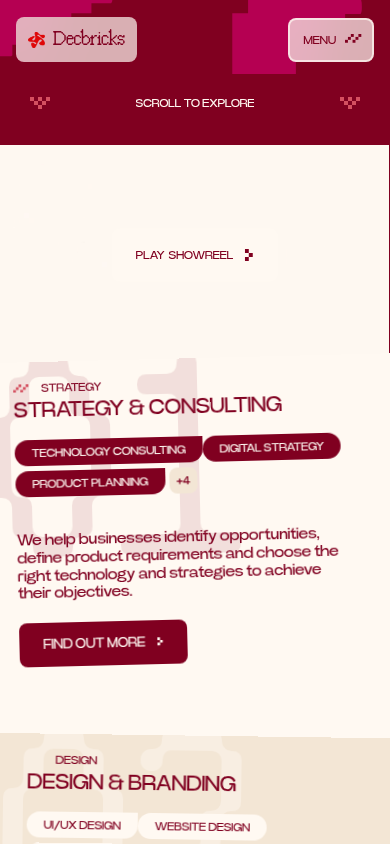 Decbricks
MENU
SCROLL TO EXPLORE
PLAY SHOWREEL
01
STRATEGY
STRATEGY & CONSULTING
TECHNOLOGY CONSULTING
DIGITAL STRATEGY
PRODUCT PLANNING
+4
We help businesses identify opportunities,
define product requirements and choose the
right technology and strategies to achieve
their objectives.
FIND OUT MORE
DESIGN
DESIGN & BRANDING
UI/UX DESIGN
WEBSITE DESIGN